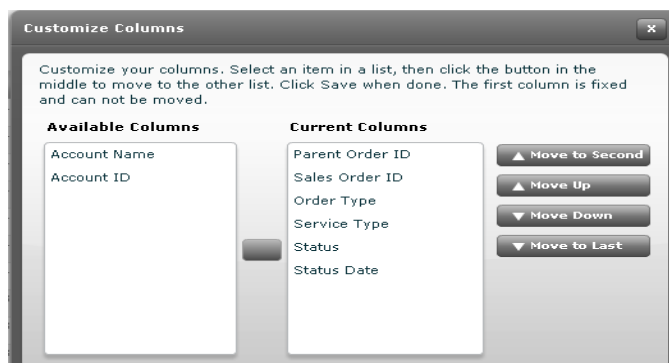 Customize Columns
x
Customize your columns. Select an item in a list, then click the button in the
middle to move to the other list. Click Save when done. The first column is fixed
and can not be moved.
Available Columns
Account Name
Account ID
Current Columns
Parent Order ID
Sales Order ID
Order Type
Service Type
Status
Status Date
Move to Second
Move Up
Move Down
Move to Last